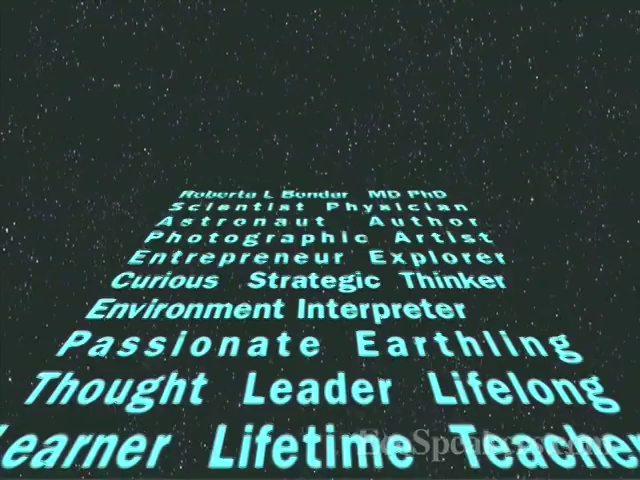 Roberta L Bondar MD PhD
Scientist Physician
Astronaut Author
Photographic Artist
Entrepreneur Explorer
Curious Strategic Thinker
Environment Interpreter
Passionate Earthling
Thought Leader Lifelong
Learner Lifetime Teacher